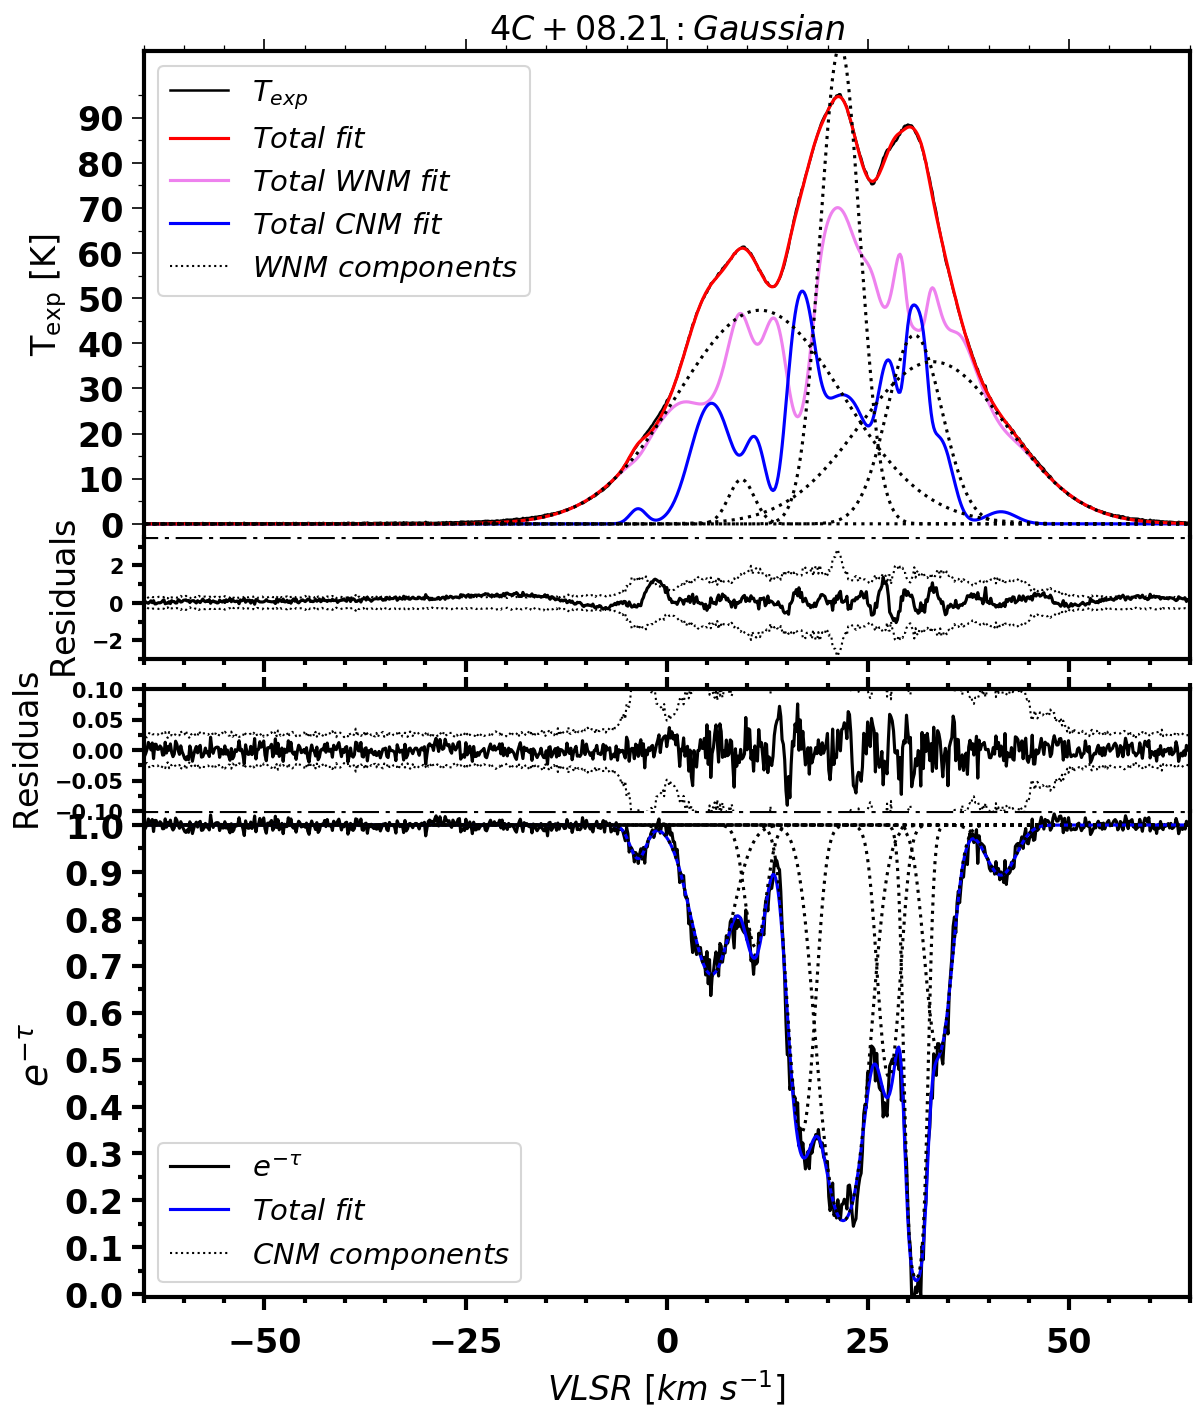 4C + 08.21 : Gaussian
T_exp
Total fit
Total WNM fit
Total CNM fit
WNM components
T_exp [K]
90
80
70
60
50
40
30
20
10
0
Residuals
2
0
−2
Residuals
0.10
0.05
0.00
−0.05
−0.10
1.0
0.9
0.8
0.7
0.6
0.5
0.4
0.3
0.2
0.1
0.0
e^{−τ}
e^{−τ}
Total fit
CNM components
−50 −25 0 25 50
VLSR [km s^{−1}]